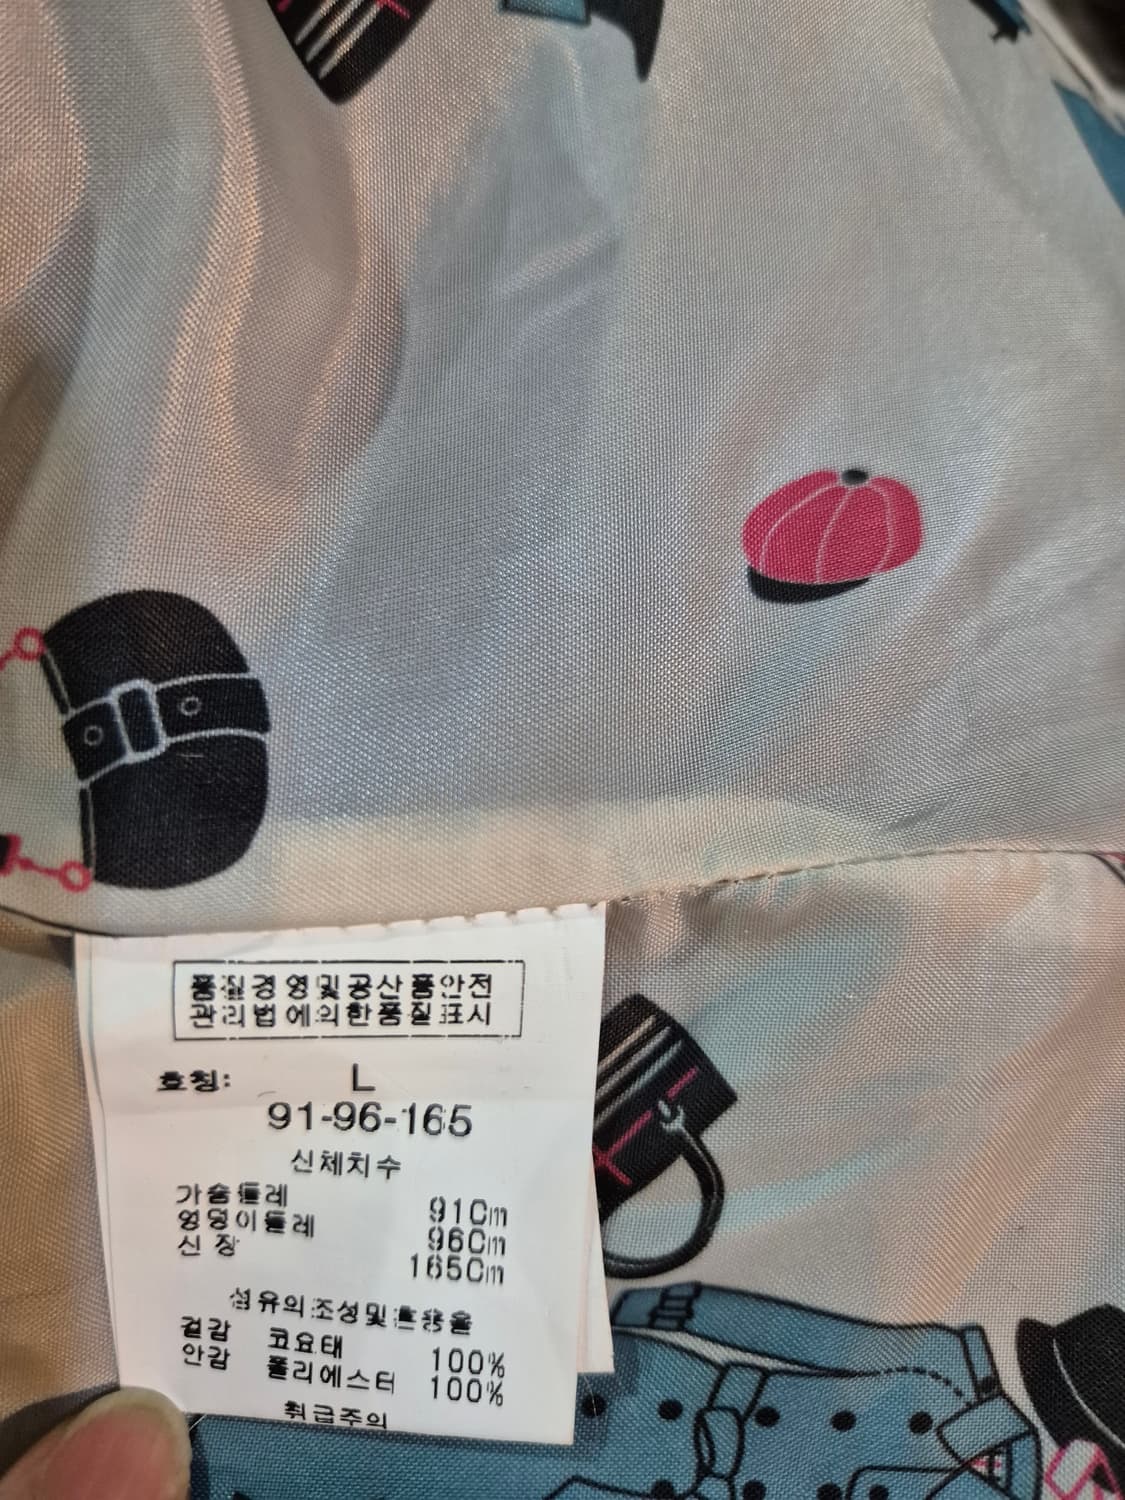 품질경영및공산품안전
관리법에의한품질표시
호칭: L
91-96-165
신체치수
가슴둘레 91Cm
엉덩이둘레 96Cm
신 장 165Cm
섬유의조성및혼용율
겉감 코요태 100%
안감 폴리에스터 100%
취급주의